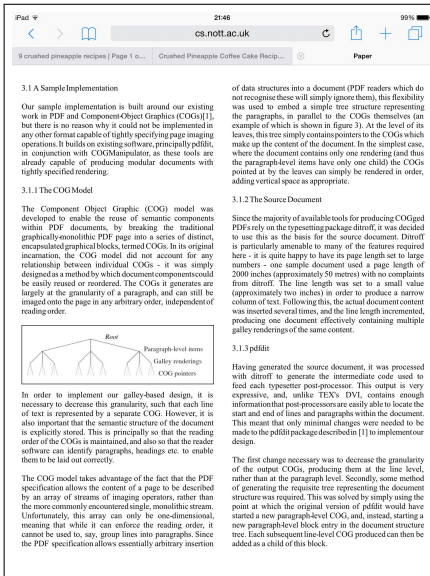 iPad
21:46
99%
cs.nott.ac.uk
9 crushed pineapple recipes | Page 1 o...
Crushed Pineapple Coffee Cake Recip...
Paper
3.1 A Sample Implementation
Our sample implementation is built around our existing
work in PDF and Component-Object Graphics (COGs)[1],
but there is no reason why it could not be implemented in
any other format capable of tightly specifying page imaging
operations. It builds on existing software, principally pdfdit,
in conjunction with COGManipulator, as these tools are
already capable of producing modular documents with
tightly specified rendering.
3.1.1 The COG Model
The Component Object Graphic (COG) model was
developed to enable the reuse of semantic components
within PDF documents, by breaking the traditional
graphically-monolithic PDF page into a series of distinct,
encapsulated graphical blocks, termed COGs. In its original
incarnation, the COG model did not account for any
relationship between individual COGs - it was simply
designed as a method by which document components could
be easily reused or reordered. The COGs it generates are
largely at the granularity of a paragraph, and can still be
imaged onto the page in any arbitrary order, independent of
reading order.
Root
Paragraph-level items
Galley renderings
COG pointers
In order to implement our galley-based design, it is
necessary to decrease this granularity, such that each line
of text is represented by a separate COG. However, it is
also important that the semantic structure of the document
is explicitly stored. This is principally so that the reading
order of the COGs is maintained, and also so that the reader
software can identify paragraphs, headings etc. to enable
them to be laid out correctly.
The COG model takes advantage of the fact that the PDF
specification allows the content of a page to be described
by an array of streams of imaging operators, rather than
the more commonly encountered single, monolithic stream.
Unfortunately, this array can only be one-dimensional,
meaning that while it can enforce the reading order, it
cannot be used to, say, group lines into paragraphs. Since
the PDF specification allows essentially arbitrary insertion
of data structures into a document (PDF readers which do
not recognise these will simply ignore them), this flexibility
was used to embed a simple tree structure representing
the paragraphs, in parallel to the COGs themselves (an
example of which is shown in figure 3). At the level of its
leaves, this tree simply contains pointers to the COGs which
make up the content of the document. In the simplest case,
where the document contains only one rendering (and thus
the paragraph-level items have only one child) the COGs
pointed at by the leaves can simply be rendered in order,
adding vertical space as appropriate.
3.1.2 The Source Document
Since the majority of available tools for producing COGged
PDFs rely on the typesetting package ditroff, it was decided
to use this as the basis for the source document. Ditroff
is particularly amenable to many of the features required
here - it is quite happy to have its page length set to large
numbers - one sample document used a page length of
2000 inches (approximately 50 metres) with no complaints
from ditroff. The line length was set to a small value
(approximately two inches) in order to produce a narrow
column of text. Following this, the actual document content
was inserted several times, and the line length incremented,
producing one document effectively containing multiple
galley renderings of the same content.
3.1.3 pdfdit
Having generated the source document, it was processed
with ditroff to generate the intermediate code used to
feed each typesetter post-processor. This output is very
expressive, and, unlike TEX's DVI, contains enough
information that post-processors are easily able to locate the
start and end of lines and paragraphs within the document.
This meant that only minimal changes were needed to be
made to the pdfdit package described in [1] to implement our
design.
The first change necessary was to decrease the granularity
of the output COGs, producing them at the line level,
rather than at the paragraph level. Secondly, some method
of generating the requisite tree representing the document
structure was required. This was solved by simply using the
point at which the original version of pdfdit would have
started a new paragraph-level COG, and, instead, starting a
new paragraph-level block entry in the document structure
tree. Each subsequent line-level COG produced can then be
added as a child of this block.